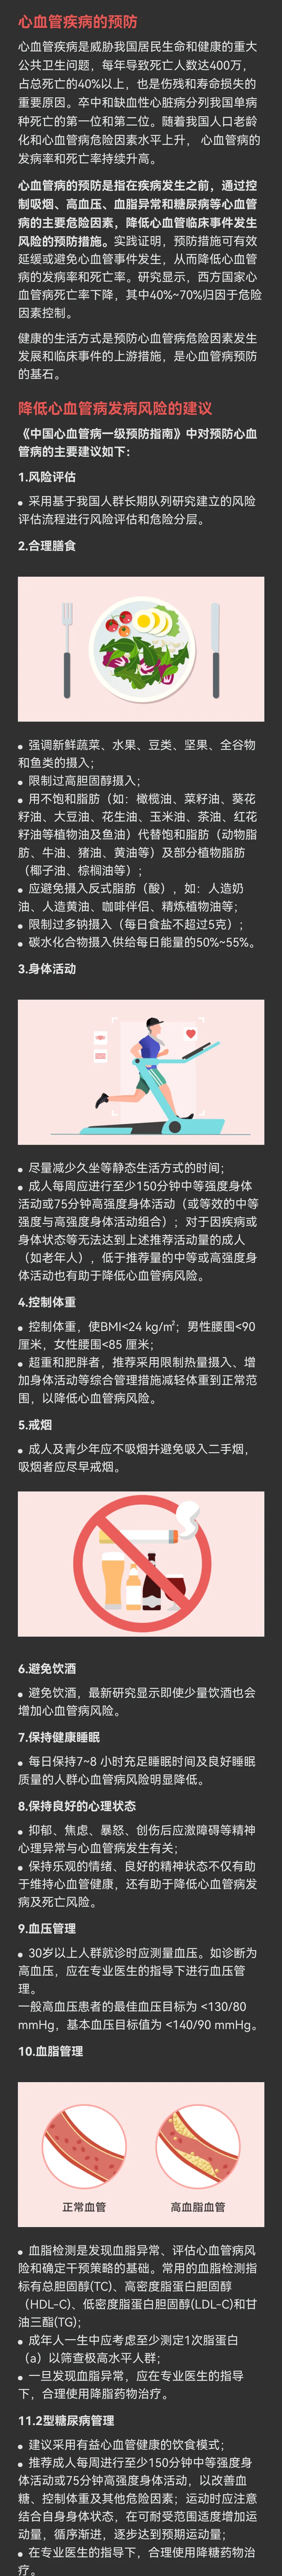 心血管疾病的预防
心血管疾病是威胁我国居民生命和健康的重大
公共卫生问题，每年导致死亡人数达400万，
占总死亡的40%以上，也是伤残和寿命损失的
重要原因。卒中和缺血性心脏病分列我国单病
种死亡的第一位和第二位。随着我国人口老龄
化和心血管病危险因素水平上升， 心血管病的
发病率和死亡率持续升高。
心血管病的预防是指在疾病发生之前，通过控
制吸烟、高血压、血脂异常和糖尿病等心血管
病的主要危险因素，降低心血管临床事件发生
风险的预防措施。实践证明，预防措施可有效
延缓或避免心血管事件发生，从而降低心血管
病的发病率和死亡率。研究显示，西方国家心
血管病死亡率下降，其中40%~70%归因于危险
因素控制。
健康的生活方式是预防心血管病危险因素发生
发展和临床事件的上游措施，是心血管病预防
的基石。
降低心血管病发病风险的建议
《中国心血管病一级预防指南》中对预防心血
管病的主要建议如下：
1.风险评估
● 采用基于我国人群长期队列研究建立的风险
评估流程进行风险评估和危险分层。
2.合理膳食
● 强调新鲜蔬菜、水果、豆类、坚果、全谷物
和鱼类的摄入；
● 限制过高胆固醇摄入；
● 用不饱和脂肪（如：橄榄油、菜籽油、葵花
籽油、大豆油、花生油、玉米油、茶油、红花
籽油等植物油及鱼油）代替饱和脂肪（动物脂
肪、牛油、猪油、黄油等）及部分植物脂肪
（椰子油、棕榈油等）；
● 应避免摄入反式脂肪（酸），如：人造奶
油、人造黄油、咖啡伴侣、精炼植物油等；
● 限制过多钠摄入（每日食盐不超过5克）；
● 碳水化合物摄入供给每日能量的50%~55%。
3.身体活动
● 尽量减少久坐等静态生活方式的时间；
● 成人每周应进行至少150分钟中等强度身体
活动或75分钟高强度身体活动（或等效的中等
强度与高强度身体活动组合）；对于因疾病或
身体状态等无法达到上述推荐活动量的成人
（如老年人），低于推荐量的中等或高强度身
体活动也有助于降低心血管病风险。
4.控制体重
● 控制体重，使BMI<24 kg/㎡；男性腰围<90
厘米，女性腰围<85 厘米；
● 超重和肥胖者，推荐采用限制热量摄入、增
加身体活动等综合管理措施减轻体重到正常范
围，以降低心血管病风险。
5.戒烟
● 成人及青少年应不吸烟并避免吸入二手烟，
吸烟者应尽早戒烟。
6.避免饮酒
● 避免饮酒，最新研究显示即使少量饮酒也会
增加心血管病风险。
7.保持健康睡眠
● 每日保持7~8 小时充足睡眠时间及良好睡眠
质量的人群心血管病风险明显降低。
8.保持良好的心理状态
● 抑郁、焦虑、暴怒、创伤后应激障碍等精神
心理异常与心血管病发生有关；
● 保持乐观的情绪、良好的精神状态不仅有助
于维持心血管健康，还有助于降低心血管病发
病及死亡风险。
9.血压管理
● 30岁以上人群就诊时应测量血压。如诊断为
高血压，应在专业医生的指导下进行血压管
理。
一般高血压患者的最佳血压目标为 <130/80
mmHg，基本血压目标值为 <140/90 mmHg。
10.血脂管理
正常血管 高血脂血管
● 血脂检测是发现血脂异常、评估心血管病风
险和确定干预策略的基础。常用的血脂检测指
标有总胆固醇(TC)、高密度脂蛋白胆固醇
（HDL-C)、低密度脂蛋白胆固醇(LDL-C)和甘
油三酯(TG)；
● 成年人一生中应考虑至少测定1次脂蛋白
（a）以筛查极高水平人群；
● 一旦发现血脂异常，应在专业医生的指导
下，合理使用降脂药物治疗。
11.2型糖尿病管理
● 建议采用有益心血管健康的饮食模式；
● 推荐成人每周进行至少150分钟中等强度身
体活动或75分钟高强度身体活动，以改善血
糖、控制体重及其他危险因素；运动时应注意
结合自身身体状态，在可耐受范围适度增加运
动量，循序渐进，逐步达到预期运动量；
● 在专业医生的指导下，合理使用降糖药物治
疗。